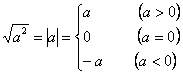 √a² = |a| = { a (a > 0)
0 (a = 0)
−a (a < 0)